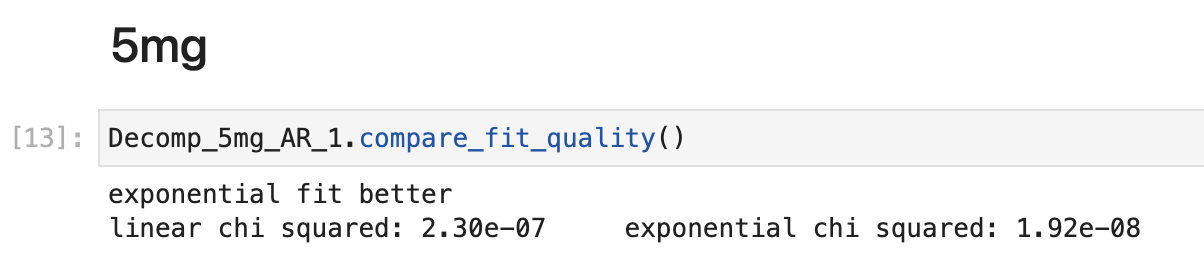 5mg
[13]: Decomp_5mg_AR_1.compare_fit_quality()
exponential fit better
linear chi squared: 2.30e-07     exponential chi squared: 1.92e-08